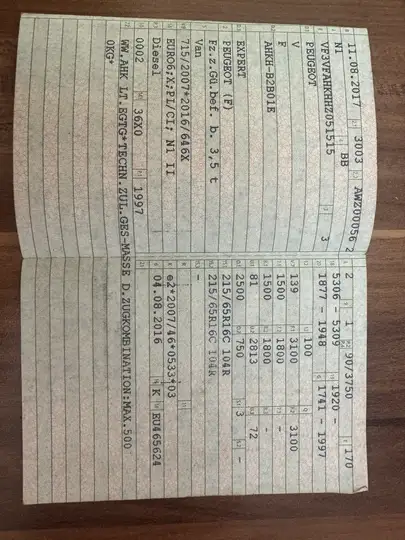 11.08.2017 3003 AWZ00056 2
N1 BB
VF3VFAHKHHZ051515 3
PEUGEOT
V
F
AHKH-B2B01E
EXPERT
PEUGEOT (F)
Fz.z.Gü.bef. b. 3,5 t
Van
715/2007*2016/646X
EURO6;X;PL/CI; N1 II
Diesel
0002 36X0 1997
WW.AHK LT.EGTG*TECHN.ZUL.GES-MASSE D.ZUGKOMBINATION:MAX.500
0KG*
2 1 90/3750 170
5306 - 5309 1920 -
1877 - 1948 1741 - 1997
100
139 3100 3100
1500 1800 -
1500 1800 -
81 2813 72
2500 750 3 -
215/65R16C 104R
215/65R16C 104R
-
e2*2007/46*0533*03
04.08.2016 K EU465624